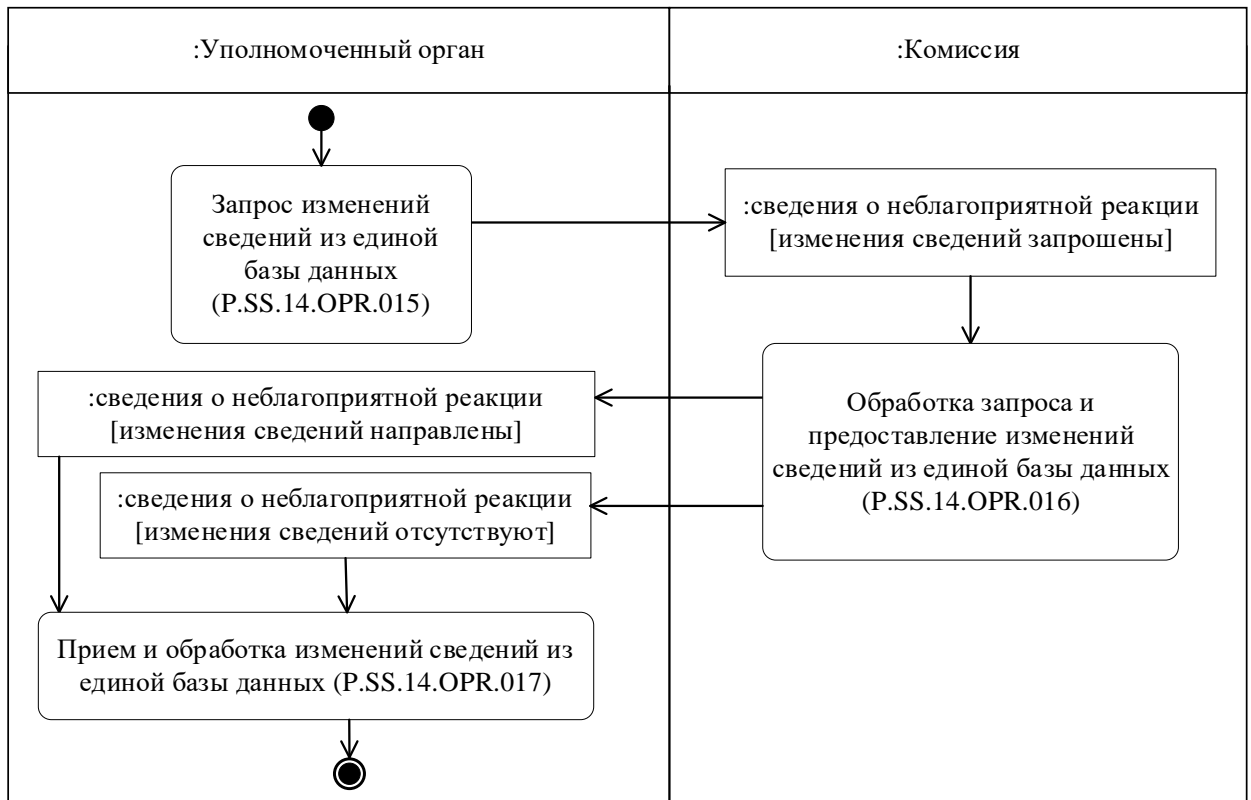 :Уполномоченный орган
:Комиссия
Запрос изменений
сведений из единой
базы данных
(P.SS.14.OPR.015)
:сведения о неблагоприятной реакции
[изменения сведений запрошены]
Обработка запроса и
предоставление изменений
сведений из единой базы данных
(P.SS.14.OPR.016)
:сведения о неблагоприятной реакции
[изменения сведений направлены]
:сведения о неблагоприятной реакции
[изменения сведений отсутствуют]
Прием и обработка изменений сведений из
единой базы данных (P.SS.14.OPR.017)